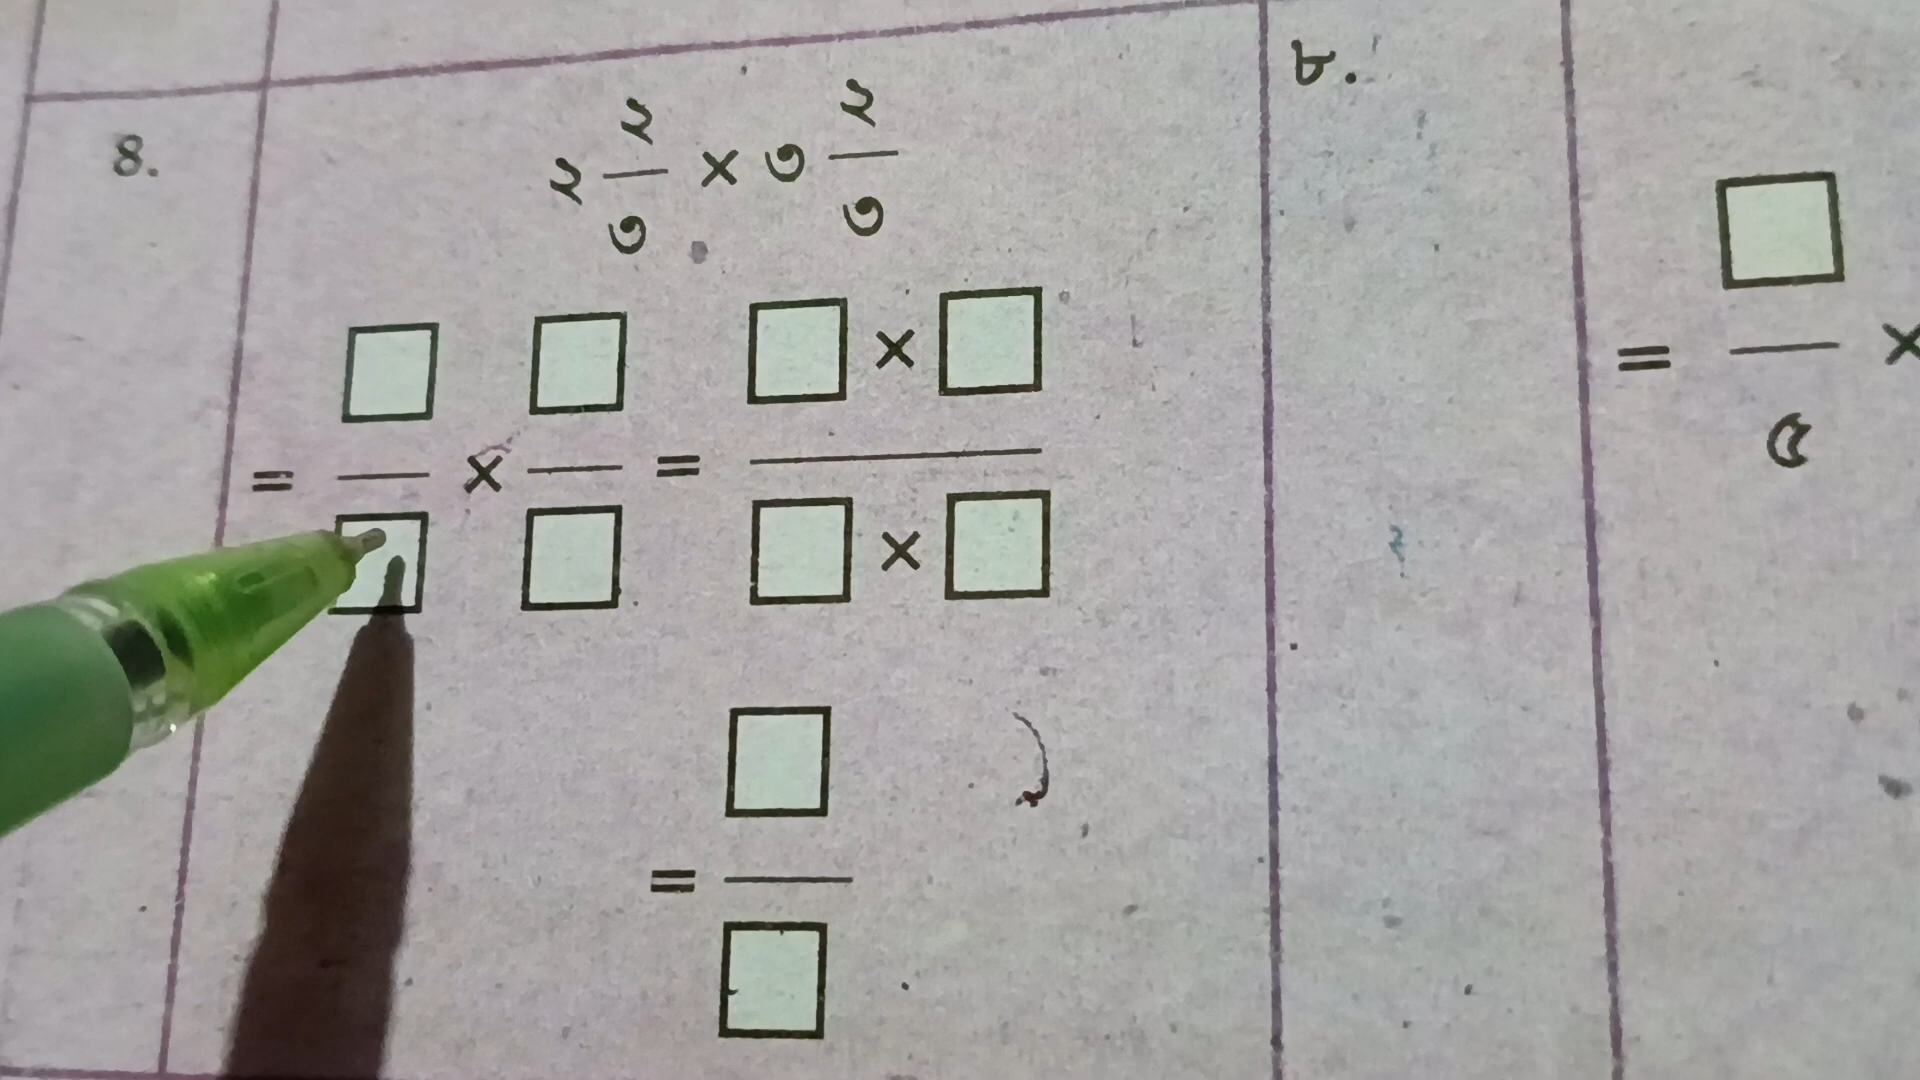 ৪.
২ ২/৩ × ৩ ২/৩
= □/□ × □/□ = □ × □/□ × □
= □/□
৮.
= □/৫ ×